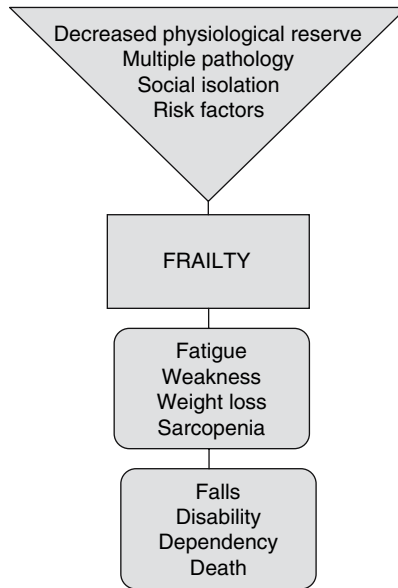 Decreased physiological reserve
Multiple pathology
Social isolation
Risk factors
FRAILTY
Fatigue
Weakness
Weight loss
Sarcopenia
Falls
Disability
Dependency
Death